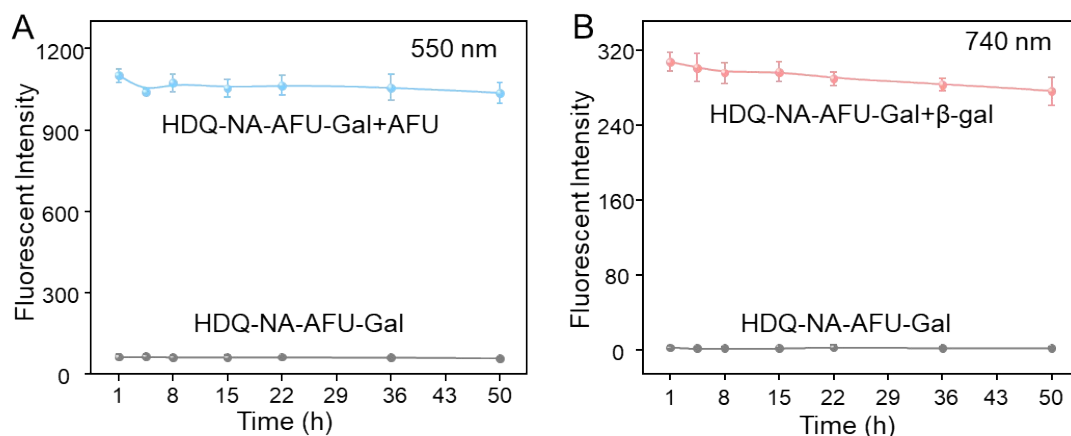 A
550 nm
Fluorescent Intensity
1200
900
600
300
0
HDQ-NA-AFU-Gal+AFU
HDQ-NA-AFU-Gal
1 8 15 22 29 36 43 50
Time (h)
B
740 nm
Fluorescent Intensity
320
240
160
80
0
HDQ-NA-AFU-Gal+β-gal
HDQ-NA-AFU-Gal
1 8 15 22 29 36 43 50
Time (h)